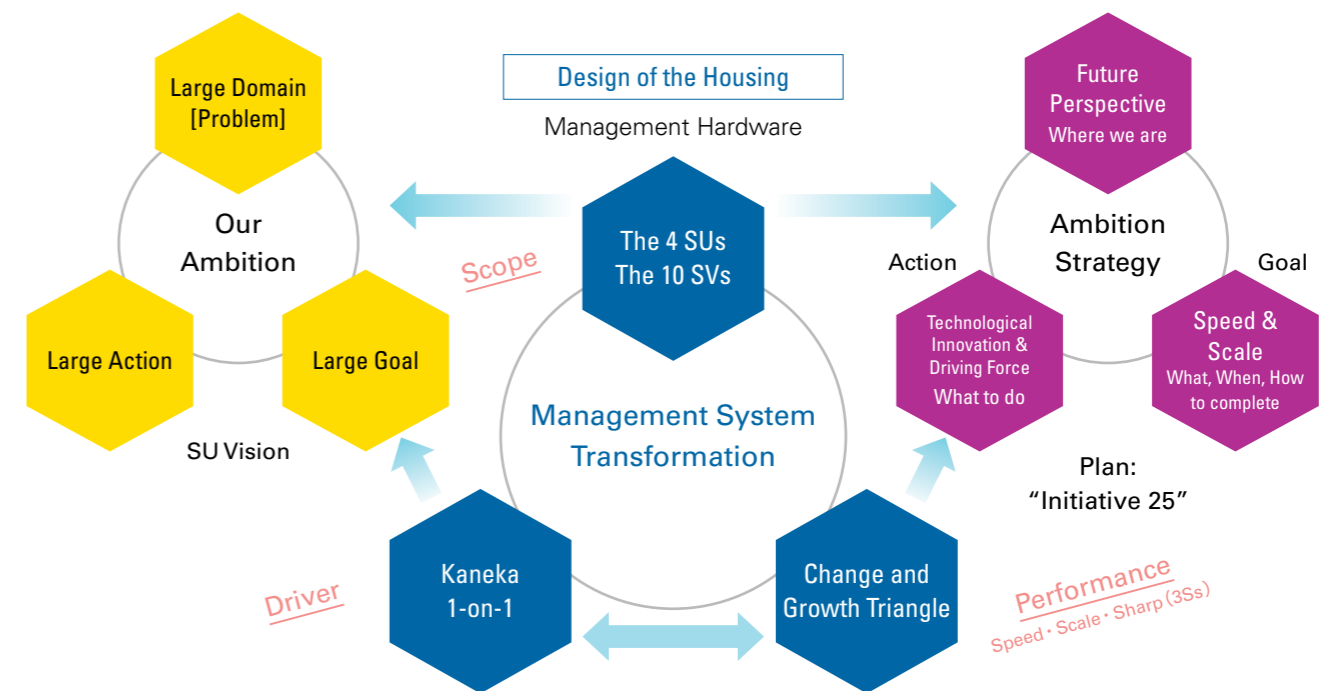 Large Domain
[Problem]
Our
Ambition
Large Action
Large Goal
SU Vision
Design of the Housing
Management Hardware
Scope
The 4 SUs
The 10 SVs
Management System
Transformation
Driver
Kaneka
1-on-1
Change and
Growth Triangle
Performance
Speed・Scale・Sharp (3Ss)
Future
Perspective
Where we are
Ambition
Strategy
Action
Goal
Technological
Innovation &
Driving Force
What to do
Speed &
Scale
What, When, How
to complete
Plan:
“Initiative 25”